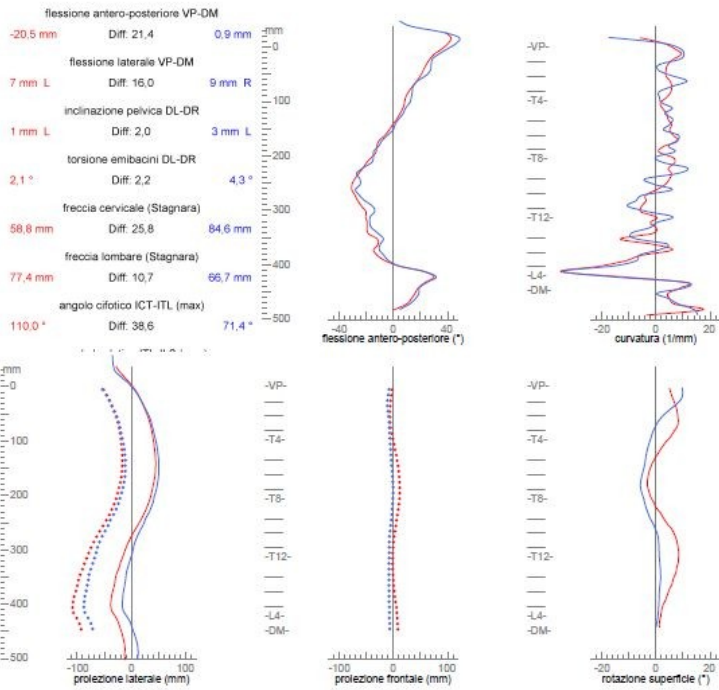 flessione antero-posteriore VP-DM
-20,5 mm Diff: 21,4 0,9 mm
flessione laterale VP-DM
7 mm L Diff: 16,0 9 mm R
inclinazione pelvica DL-DR
1 mm L Diff: 2,0 3 mm L
torsione emibacini DL-DR
2,1 ° Diff: 2,2 4,3 °
freccia cervicale (Stagnara)
58,8 mm Diff: 25,8 84,6 mm
freccia lombare (Stagnara)
77,4 mm Diff: 10,7 66,7 mm
angolo cifotico ICT-ITL (max)
110,0 ° Diff: 38,6 71,4 °
mm
0
100
200
300
400
500
-40 0 40
flessione antero-posteriore (°)
-VP-
-T4-
-T8-
-T12-
-L4-
-DM-
-20 0 20
curvatura (1/mm)
mm
0
100
200
300
400
500
-100 0 100
proiezione laterale (mm)
-VP-
-T4-
-T8-
-T12-
-L4-
-DM-
-100 0 100
proiezione frontale (mm)
-VP-
-T4-
-T8-
-T12-
-L4-
-DM-
-20 0 20
rotazione superficie (°)